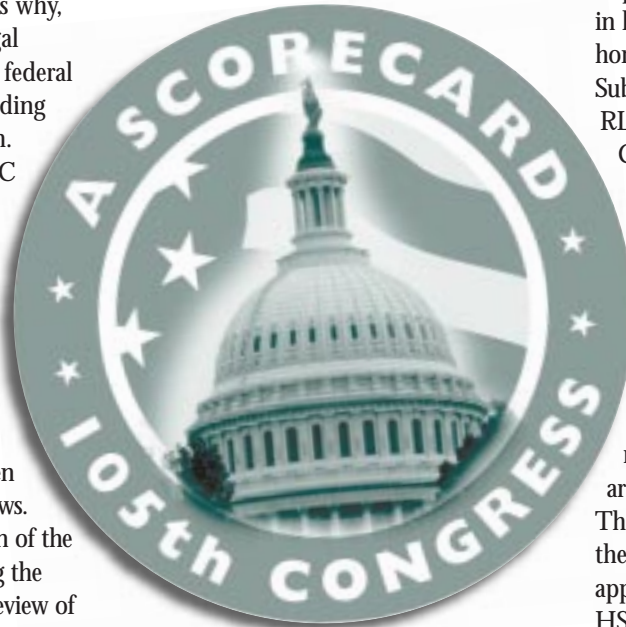 s why,
gal
federal
ding
n.
C
en
ws.
n of the
g the
eview of
A SCORECARD
105th CONGRESS
in l
hor
Sub
RL
C
r
ar
Th
the
app
HS